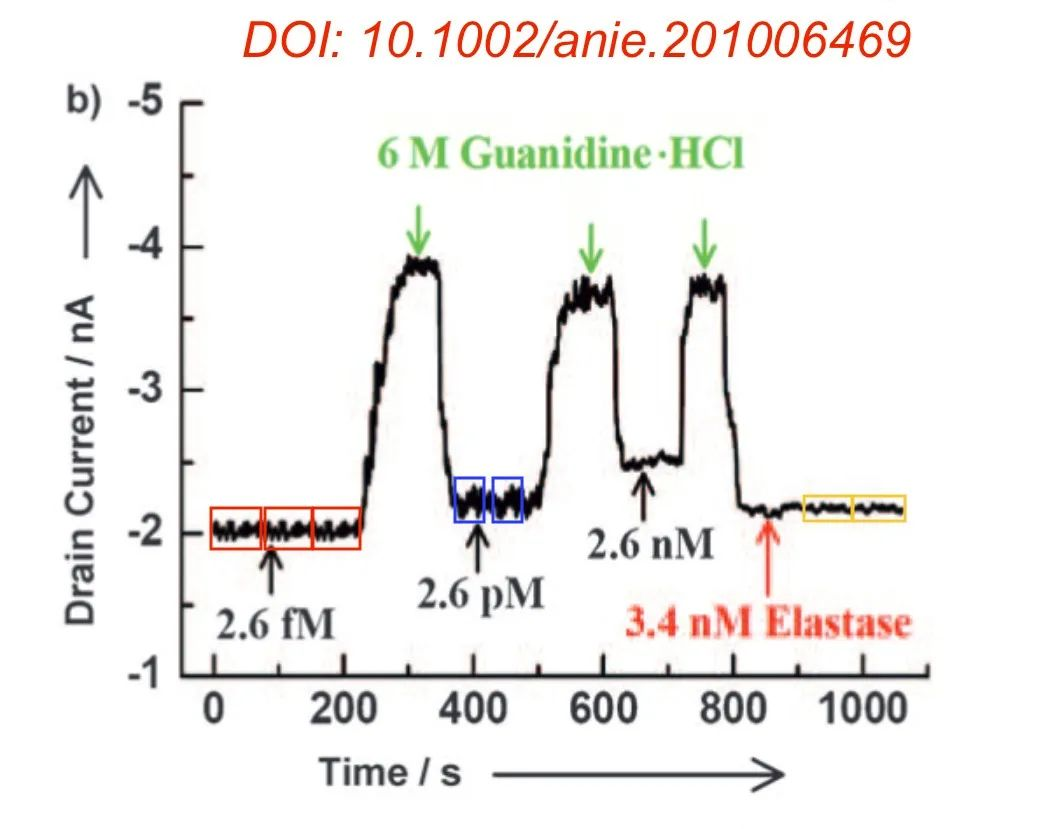 DOI: 10.1002/anie.201006469
b)
-5
6 M Guanidine·HCl
-4
Drain Current / nA
-3
-2
2.6 fM
2.6 pM
2.6 nM
3.4 nM Elastase
-1
0 200 400 600 800 1000
Time / s